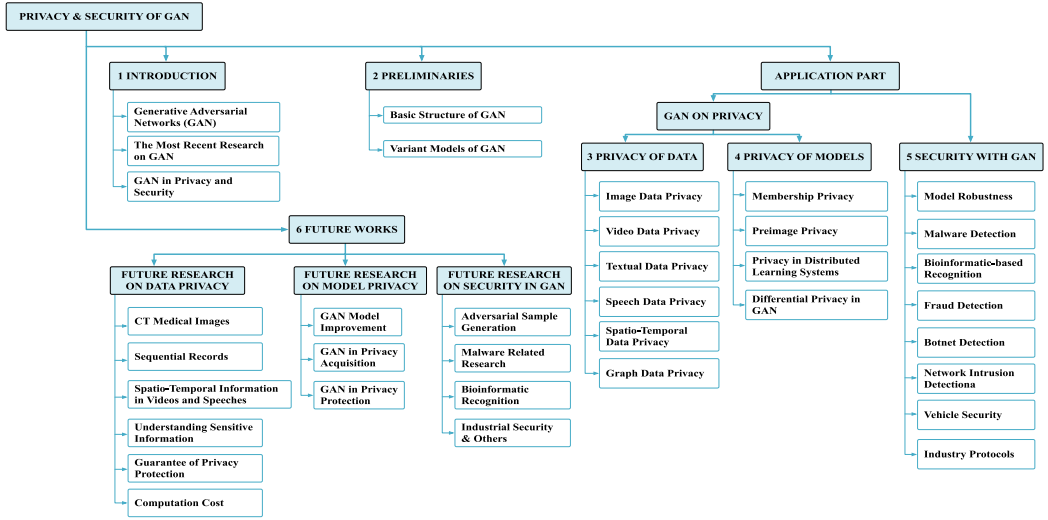 PRIVACY & SECURITY OF GAN
1 INTRODUCTION
Generative Adversarial
Networks (GAN)
The Most Recent Research
on GAN
GAN in Privacy and
Security
2 PRELIMINARIES
Basic Structure of GAN
Variant Models of GAN
APPLICATION PART
GAN ON PRIVACY
3 PRIVACY OF DATA
Image Data Privacy
Video Data Privacy
Textual Data Privacy
Speech Data Privacy
Spatio-Temporal
Data Privacy
Graph Data Privacy
4 PRIVACY OF MODELS
Membership Privacy
Preimage Privacy
Privacy in Distributed
Learning Systems
Differential Privacy in
GAN
5 SECURITY WITH GAN
Model Robustness
Malware Detection
Bioinformatic-based
Recognition
Fraud Detection
Botnet Detection
Network Intrusion
Detectiona
Vehicle Security
Industry Protocols
6 FUTURE WORKS
FUTURE RESEARCH
ON DATA PRIVACY
CT Medical Images
Sequential Records
Spatio-Temporal Information
in Videos and Speeches
Understanding Sensitive
Information
Guarantee of Privacy
Protection
Computation Cost
FUTURE RESEARCH
ON MODEL PRIVACY
GAN Model
Improvement
GAN in Privacy
Acquisition
GAN in Privacy
Protection
FUTURE RESEARCH
ON SECURITY IN GAN
Adversarial Sample
Generation
Malware Related
Research
Bioinformatic
Recognition
Industrial Security
& Others